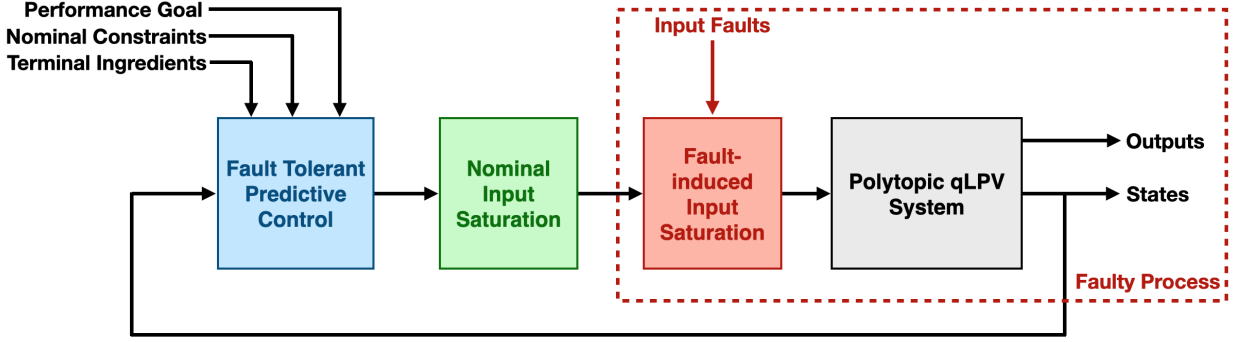 Performance Goal
Nominal Constraints
Terminal Ingredients
Input Faults
Fault Tolerant
Predictive
Control
Nominal
Input
Saturation
Fault-
induced
Input
Saturation
Polytopic qLPV
System
Outputs
States
Faulty Process